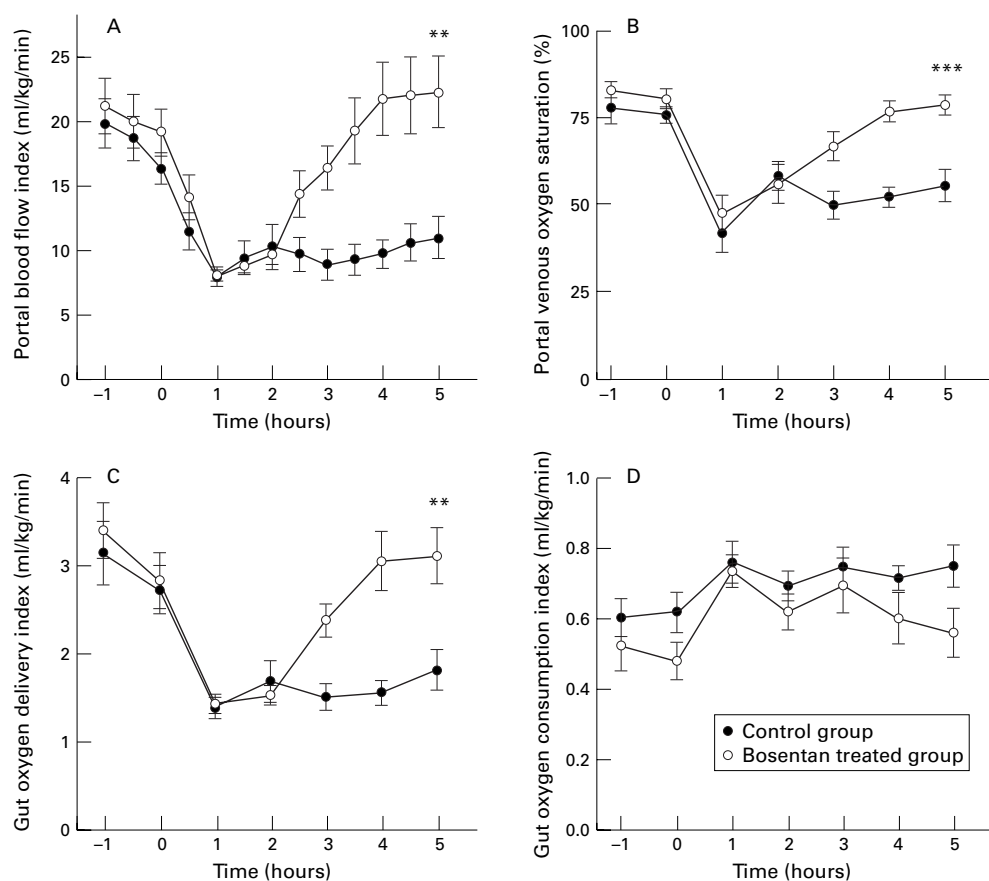 A
**
Portal blood flow index (ml/kg/min)
25
20
15
10
5
0
–1 0 1 2 3 4 5
Time (hours)
B
***
Portal venous oxygen saturation (%)
100
75
50
25
0
–1 0 1 2 3 4 5
Time (hours)
C
**
Gut oxygen delivery index (ml/kg/min)
4
3
2
1
0
–1 0 1 2 3 4 5
Time (hours)
D
Gut oxygen consumption index (ml/kg/min)
1.0
0.8
0.6
0.4
0.2
0.0
Control group
Bosentan treated group
–1 0 1 2 3 4 5
Time (hours)